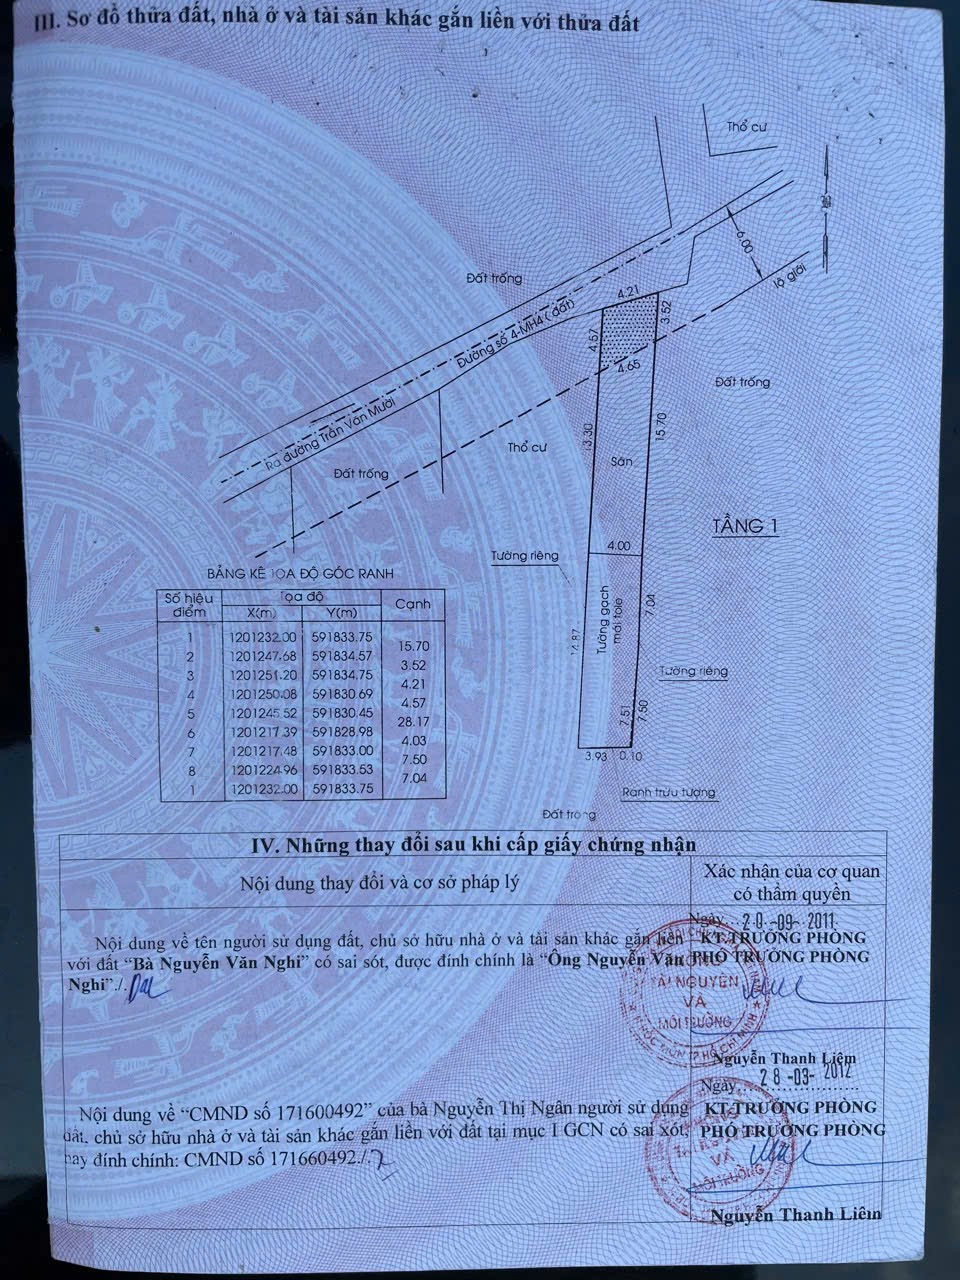 III. Sơ đồ thửa đất, nhà ở và tài sản khác gắn liền với thửa đất
Thổ cư
6.00
lộ giới
Đất trống
4.21
Đường số 4-MH4 ( đất)
4.57
3.52
4.65
Đất trống
Ra đường Trần Văn Mười
13.30
15.70
Thổ cư
Đất trống
Sân
TẦNG 1
4.00
Tường riêng
Tường gạch
mái tole
7.04
14.87
Tường riêng
7.51
7.50
3.93
0.10
Ranh trừu tượng
Đất trống
BẢNG KÊ TỌA ĐỘ GÓC RANH
Số hiệu điểm Tọa độ Cạnh
X(m) Y(m)
1 1201232.00 591833.75
15.70
2 1201247.68 591834.57
3.52
3 1201251.20 591834.75
4.21
4 1201250.08 591830.69
4.57
5 1201245.52 591830.45
28.17
6 1201217.39 591828.98
4.03
7 1201217.48 591833.00
7.50
8 1201224.96 591833.53
7.04
1 1201232.00 591833.75
IV. Những thay đổi sau khi cấp giấy chứng nhận
Nội dung thay đổi và cơ sở pháp lý
Xác nhận của cơ quan
có thẩm quyền
Ngày 20-09-2011
Nội dung về tên người sử dụng đất, chủ sở hữu nhà ở và tài sản khác gắn liền
với đất “Bà Nguyễn Văn Nghi” có sai sót, được đính chính là “Ông Nguyễn Văn
Nghi”./.
KT.TRƯỞNG PHÒNG
PHÓ TRƯỞNG PHÒNG
TÀI NGUYÊN
VÀ
MÔI TRƯỜNG
Nguyễn Thanh Liêm
Ngày 28-03-2012
Nội dung về “CMND số 171600492” của bà Nguyễn Thị Ngân người sử dụng
đất, chủ sở hữu nhà ở và tài sản khác gắn liền với đất tại mục I GCN có sai xót,
nay đính chính: CMND số 171660492./.
KT.TRƯỞNG PHÒNG
PHÓ TRƯỞNG PHÒNG
VÀ
MÔI TRƯỜNG
Nguyễn Thanh Liêm